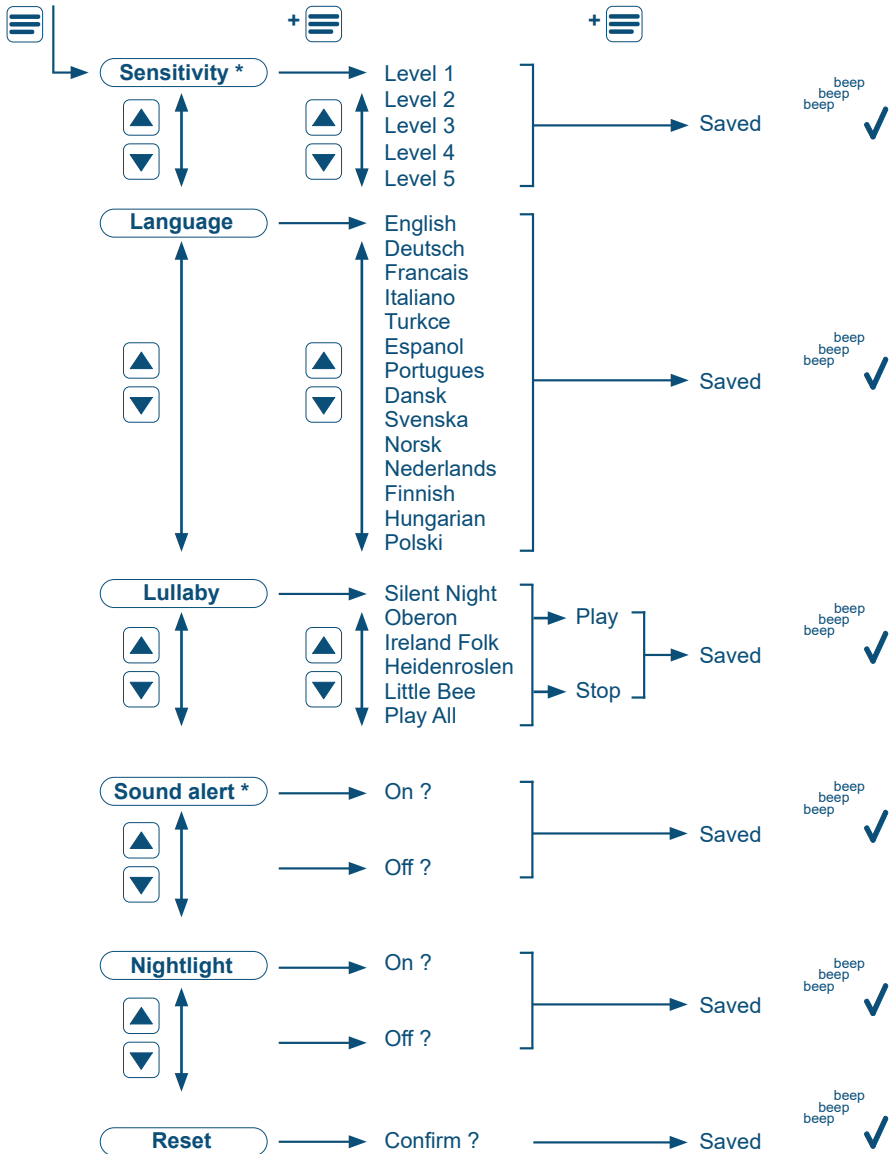 + +
Sensitivity * Level 1
Level 2
Level 3
Level 4
Level 5
Saved
beep
beep
beep
Language English
Deutsch
Francais
Italiano
Turkce
Espanol
Portugues
Dansk
Svenska
Norsk
Nederlands
Finnish
Hungarian
Polski
Saved
beep
beep
beep
Lullaby Silent Night
Oberon
Ireland Folk
Heidenroslen
Little Bee
Play All
Play
Stop
Saved
beep
beep
beep
Sound alert * On ?
Off ?
Saved
beep
beep
beep
Nightlight On ?
Off ?
Saved
beep
beep
beep
Reset Confirm ? Saved
beep
beep
beep